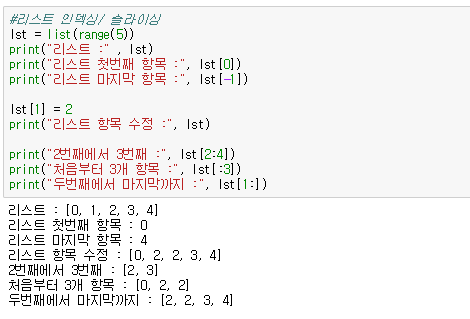 #리스트 인덱싱/ 슬라이싱
lst = list(range(5))
print("리스트 :" , lst)
print("리스트 첫번째 항목 :", lst[0])
print("리스트 마지막 항목 :", lst[-1])
lst[1] = 2
print("리스트 항목 수정 :", lst)
print("2번째에서 3번째 :", lst[2:4])
print("처음부터 3개 항목 :", lst[:3])
print("두번째에서 마지막까지 :", lst[1:])
리스트 : [0, 1, 2, 3, 4]
리스트 첫번째 항목 : 0
리스트 마지막 항목 : 4
리스트 항목 수정 : [0, 2, 2, 3, 4]
2번째에서 3번째 : [2, 3]
처음부터 3개 항목 : [0, 2, 2]
두번째에서 마지막까지 : [2, 2, 3, 4]